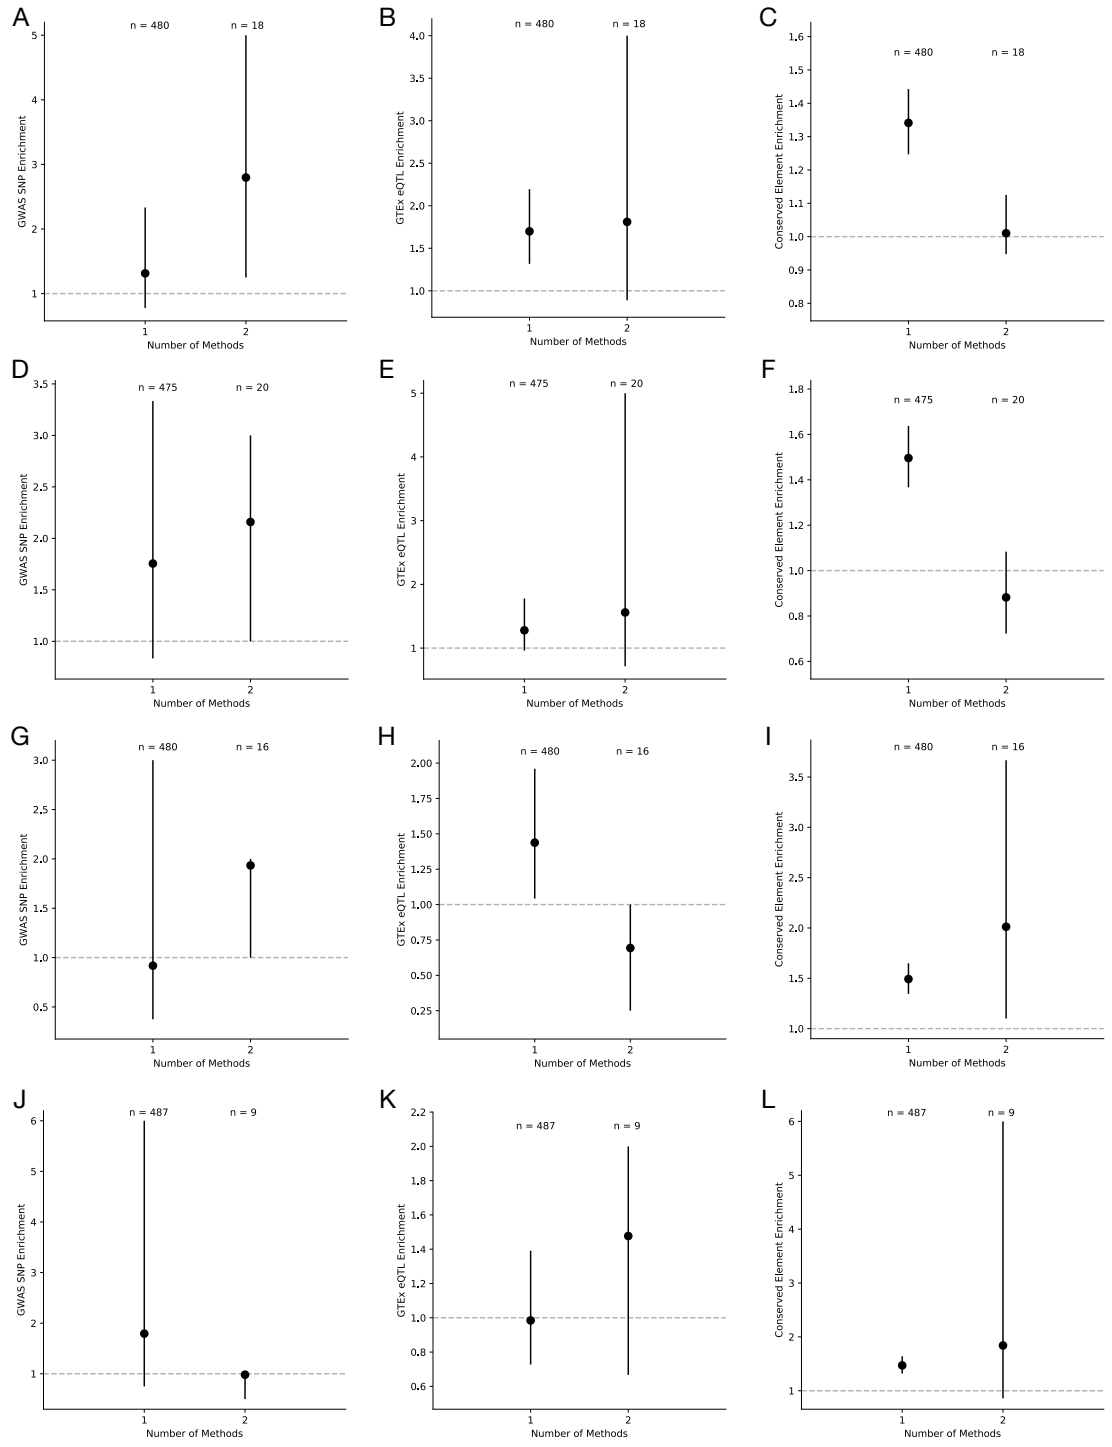 A
n = 480
n = 18
GWAS SNP Enrichment
5
4
3
2
1
1
2
Number of Methods
B
n = 480
n = 18
GTEx eQTL Enrichment
4.0
3.5
3.0
2.5
2.0
1.5
1.0
1
2
Number of Methods
C
n = 480
n = 18
Conserved Element Enrichment
1.6
1.5
1.4
1.3
1.2
1.1
1.0
0.9
0.8
1
2
Number of Methods
D
n = 475
n = 20
GWAS SNP Enrichment
3.5
3.0
2.5
2.0
1.5
1.0
1
2
Number of Methods
E
n = 475
n = 20
GTEx eQTL Enrichment
5
4
3
2
1
1
2
Number of Methods
F
n = 475
n = 20
Conserved Element Enrichment
1.8
1.6
1.4
1.2
1.0
0.8
0.6
1
2
Number of Methods
G
n = 480
n = 16
GWAS SNP Enrichment
3.0
2.5
2.0
1.5
1.0
0.5
1
2
Number of Methods
H
n = 480
n = 16
GTEx eQTL Enrichment
2.00
1.75
1.50
1.25
1.00
0.75
0.50
0.25
1
2
Number of Methods
I
n = 480
n = 16
Conserved Element Enrichment
3.5
3.0
2.5
2.0
1.5
1.0
1
2
Number of Methods
J
n = 487
n = 9
GWAS SNP Enrichment
6
5
4
3
2
1
1
2
Number of Methods
K
n = 487
n = 9
GTEx eQTL Enrichment
2.2
2.0
1.8
1.6
1.4
1.2
1.0
0.8
0.6
1
2
Number of Methods
L
n = 487
n = 9
Conserved Element Enrichment
6
5
4
3
2
1
1
2
Number of Methods